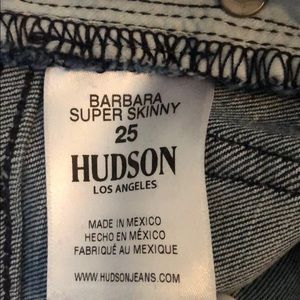 BARBARA
SUPER SKINNY
25
HUDSON
LOS ANGELES
MADE IN MEXICO
HECHO EN MÉXICO
FABRIQUÉ AU MEXIQUE
WWW.HUDSONJEANS.COM